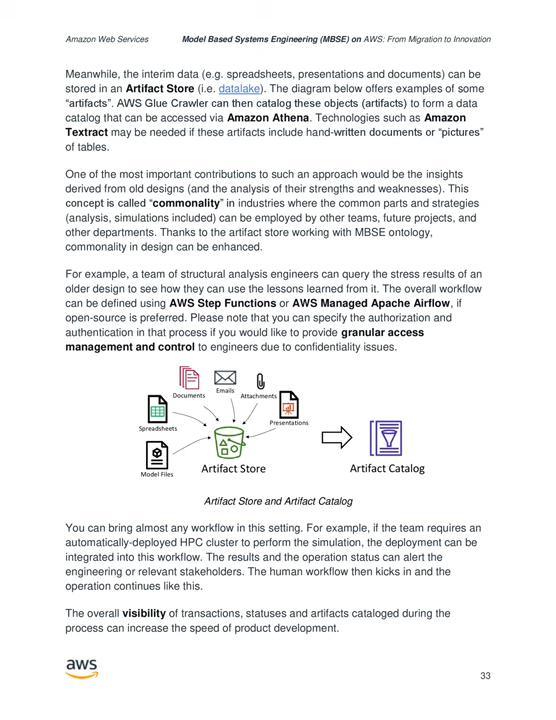 Amazon Web Services Model Based Systems Engineering (MBSE) on AWS: From Migration to Innovation
Meanwhile, the interim data (e.g. spreadsheets, presentations and documents) can be
stored in an Artifact Store (i.e. datalake). The diagram below offers examples of some
“artifacts”. AWS Glue Crawler can then catalog these objects (artifacts) to form a data
catalog that can be accessed via Amazon Athena. Technologies such as Amazon
Textract may be needed if these artifacts include hand-written documents or “pictures”
of tables.
One of the most important contributions to such an approach would be the insights
derived from old designs (and the analysis of their strengths and weaknesses). This
concept is called “commonality” in industries where the common parts and strategies
(analysis, simulations included) can be employed by other teams, future projects, and
other departments. Thanks to the artifact store working with MBSE ontology,
commonality in design can be enhanced.
For example, a team of structural analysis engineers can query the stress results of an
older design to see how they can use the lessons learned from it. The overall workflow
can be defined using AWS Step Functions or AWS Managed Apache Airflow, if
open-source is preferred. Please note that you can specify the authorization and
authentication in that process if you would like to provide granular access
management and control to engineers due to confidentiality issues.
Documents
Emails
Attachments
Spreadsheets
Presentations
Model Files
Artifact Store
Artifact Catalog
Artifact Store and Artifact Catalog
You can bring almost any workflow in this setting. For example, if the team requires an
automatically-deployed HPC cluster to perform the simulation, the deployment can be
integrated into this workflow. The results and the operation status can alert the
engineering or relevant stakeholders. The human workflow then kicks in and the
operation continues like this.
The overall visibility of transactions, statuses and artifacts cataloged during the
process can increase the speed of product development.
aws
33